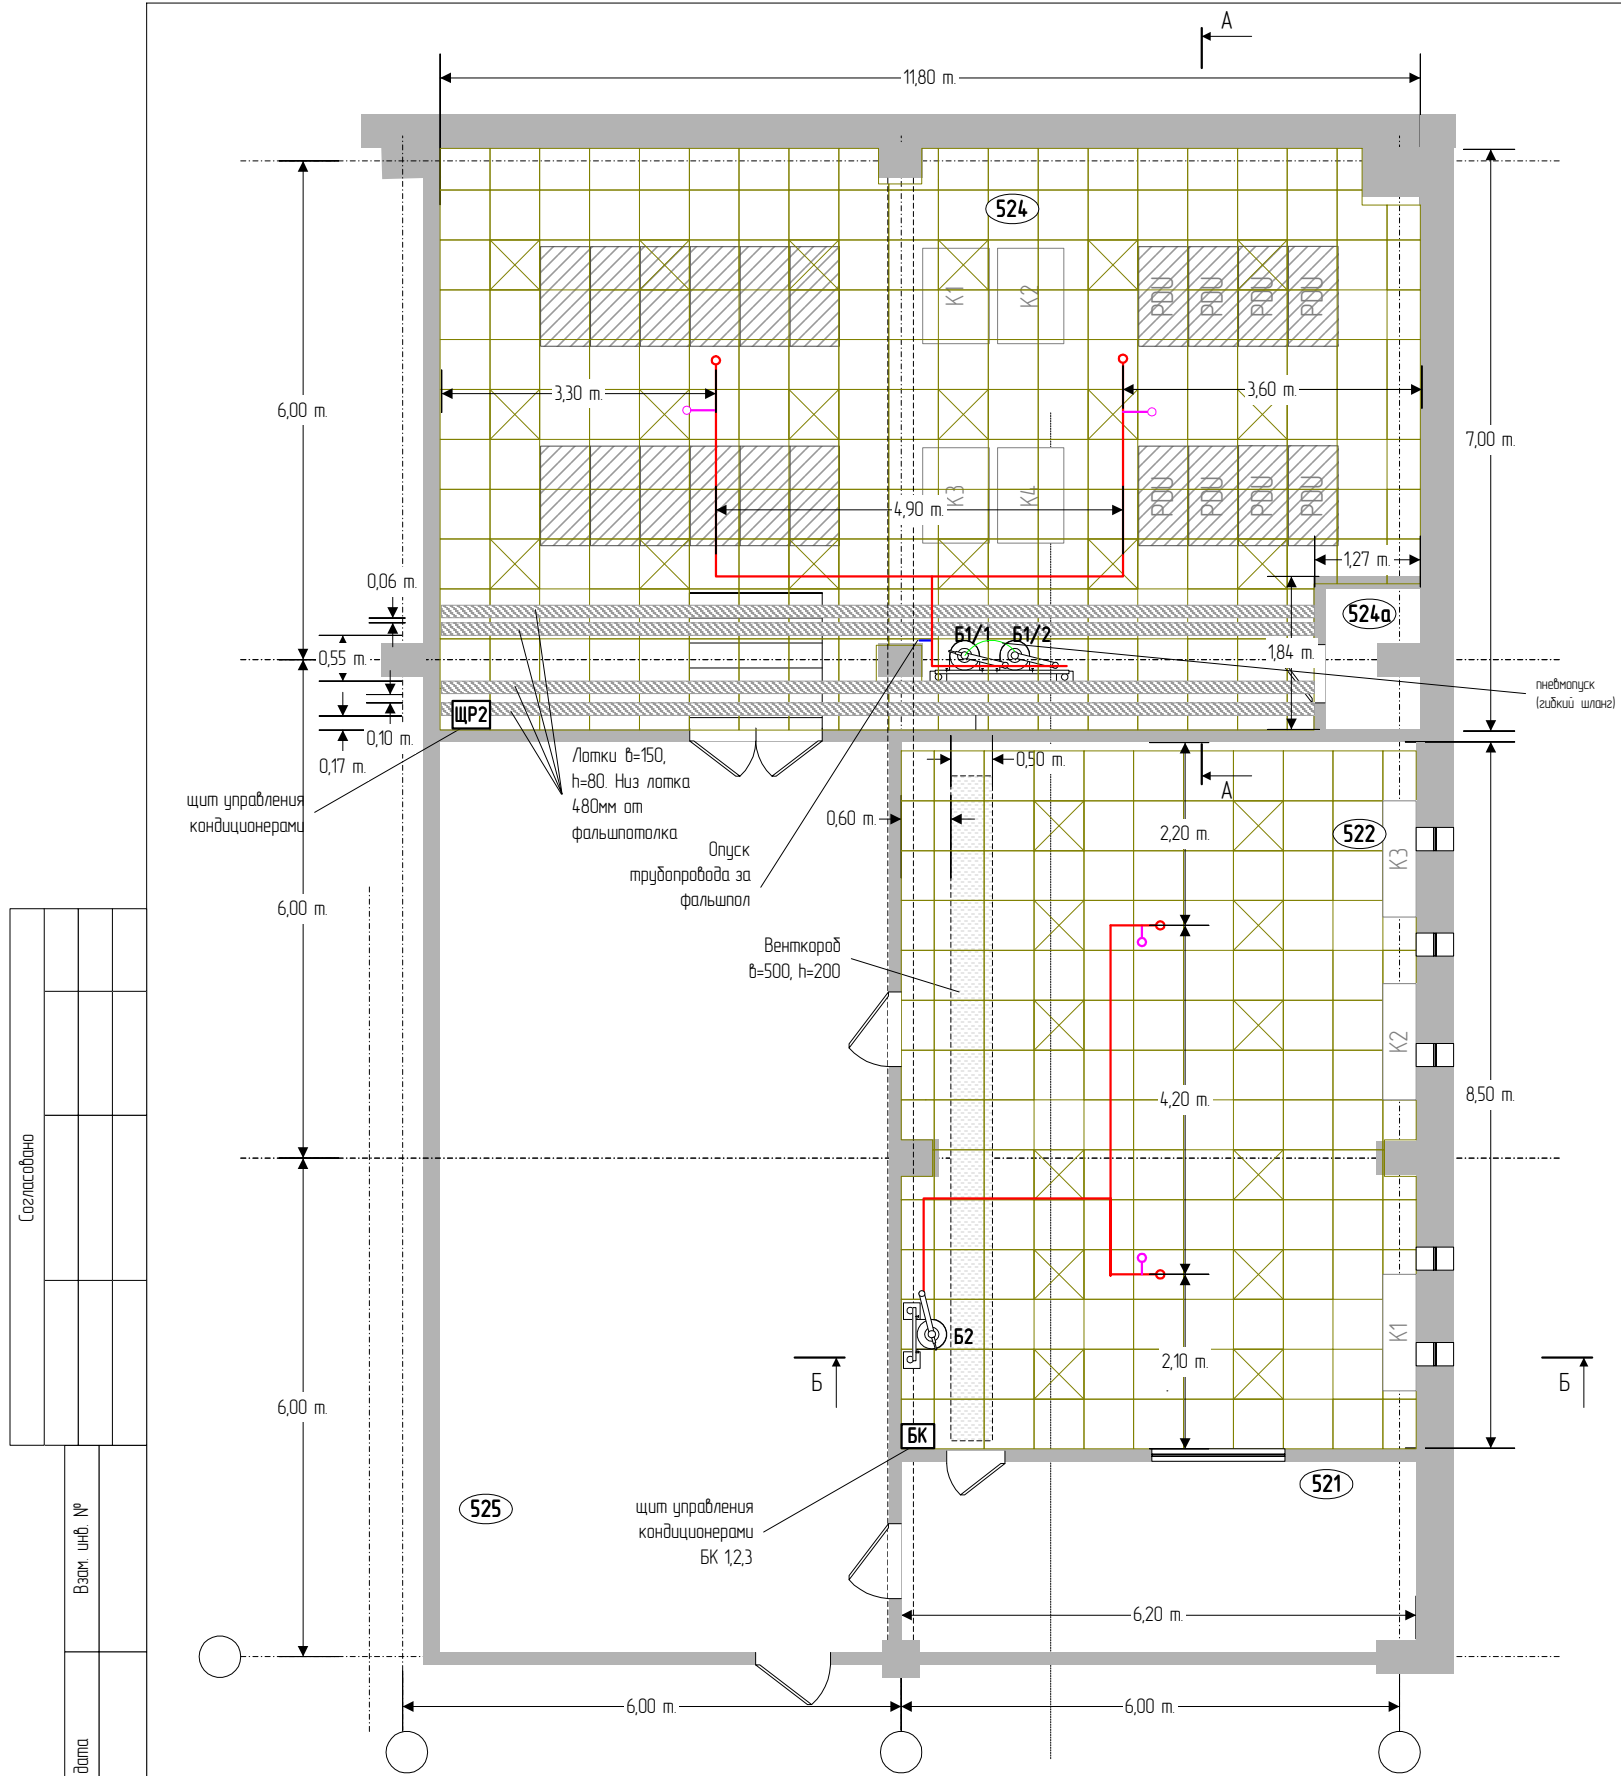 А
11,80 m.
524
К1
К2
PDU
PDU
PDU
PDU
3,30 m.
3,60 m.
6,00 m.
7,00 m.
К3
К4
PDU
PDU
PDU
PDU
4,90 m.
1,27 m.
0,06 m.
524а
Б1/1
Б1/2
0,55 m.
1,84 m.
пневмопуск
(гибкий шланг)
ЩР2
0,10 m.
0,17 m.
Лотки в=150,
h=80. Низ лотка
480мм от
фальшпотолка
0,50 m.
А
щит управления
кондиционерами
0,60 m.
2,20 m.
522
К3
Опуск
трубопровода за
фальшпол
6,00 m.
Венткороб
в=500, h=200
К2
4,20 m.
8,50 m.
Согласовано
Б2
К1
2,10 m.
Б
Б
6,00 m.
БК
521
525
щит управления
кондиционерами
БК 1,2,3
Взам. инв. №
6,20 m.
6,00 m.
6,00 m.
дата